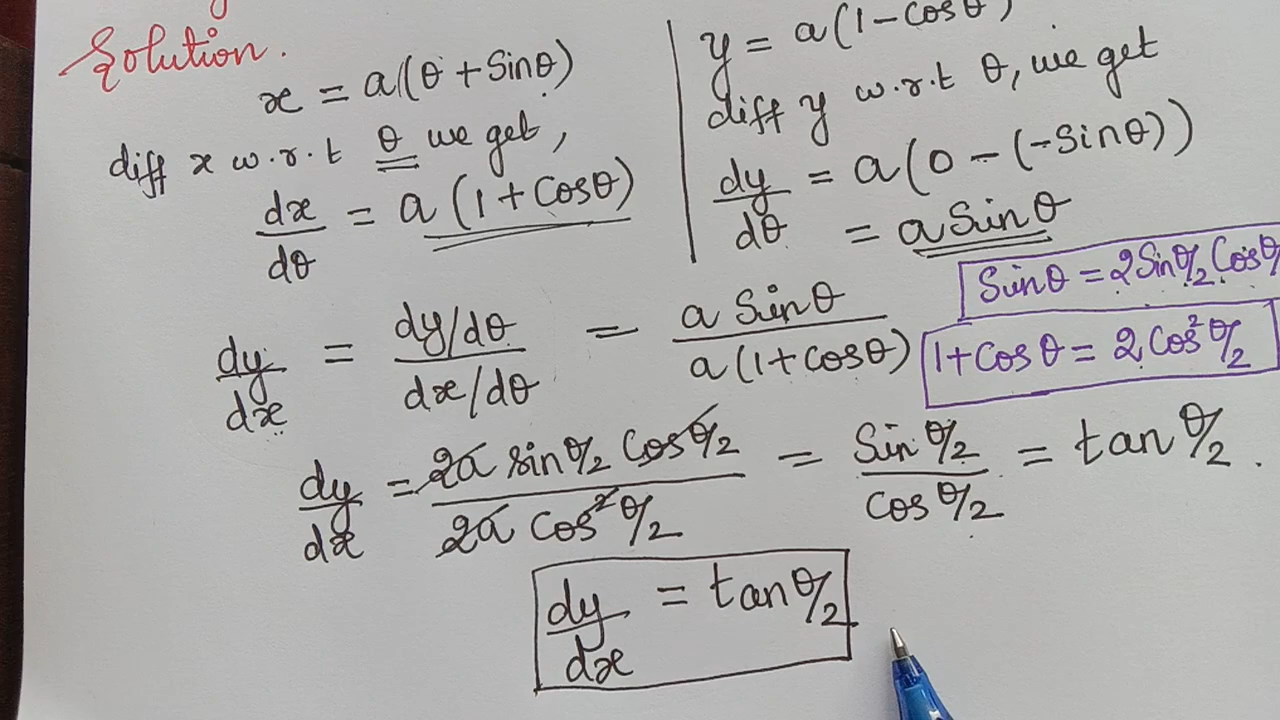 Solution.
x = a(θ + Sinθ)
diff x w.r.t θ we get,
dx/dθ = a (1 + Cosθ)
y = a(1 - cosθ)
diff y w.r.t θ, we get
dy/dθ = a(0 - (-Sinθ))
= a Sinθ
Sinθ = 2Sinθ/2 Cosθ/
1 + Cosθ = 2 Cos²θ/2
dy/dx = (dy/dθ)/(dx/dθ) = a Sinθ/a(1 + Cosθ)
dy/dx = 2a sinθ/2 Cosθ/2 / 2a Cos²θ/2 = Sinθ/2 / cosθ/2 = tanθ/2.
dy/dx = tanθ/2